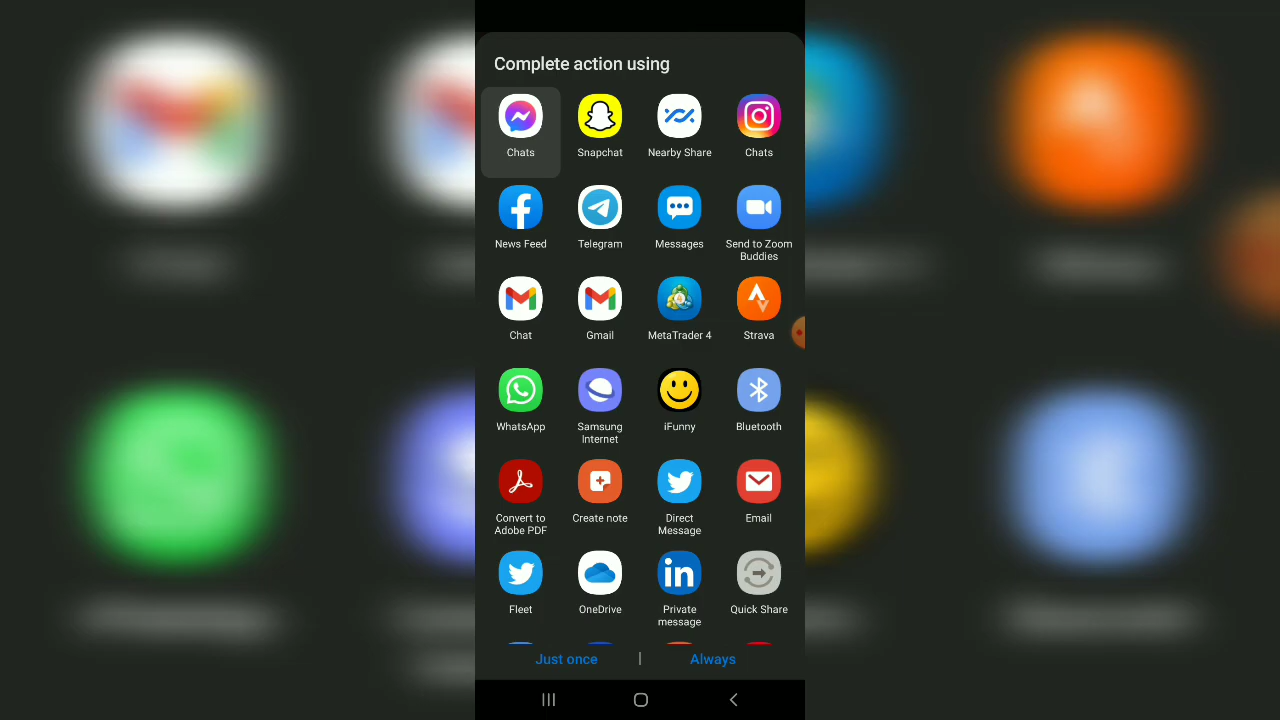 Complete action using
Chats
Snapchat
Nearby Share
Chats
News Feed
Telegram
Messages
Send to Zoom
Buddies
Chat
Gmail
MetaTrader 4
Strava
WhatsApp
Samsung
Internet
iFunny
Bluetooth
Convert to
Adobe PDF
Create note
Direct
Message
Email
Fleet
OneDrive
in
Private
message
Quick Share
Just once | Always